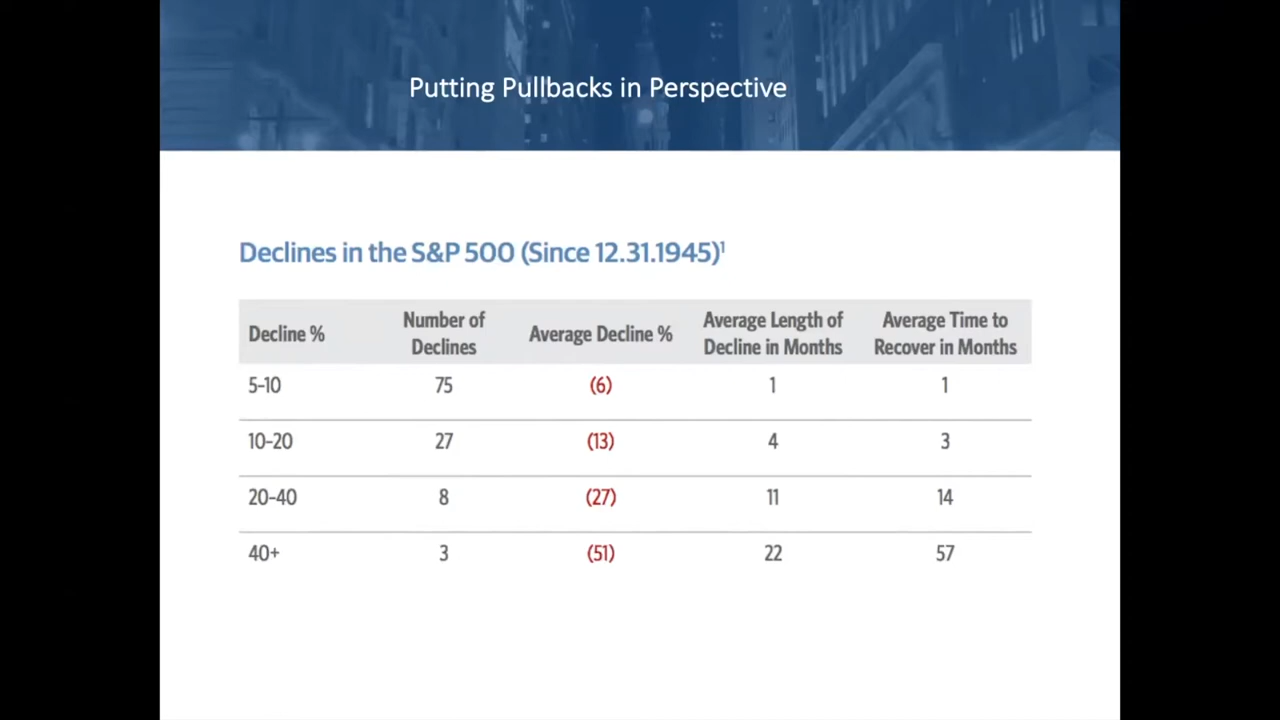 Putting Pullbacks in Perspective
Declines in the S&P 500 (Since 12.31.1945)¹
Decline % Number of Declines Average Decline % Average Length of Decline in Months Average Time to Recover in Months
5-10 75 (6) 1 1
10-20 27 (13) 4 3
20-40 8 (27) 11 14
40+ 3 (51) 22 57